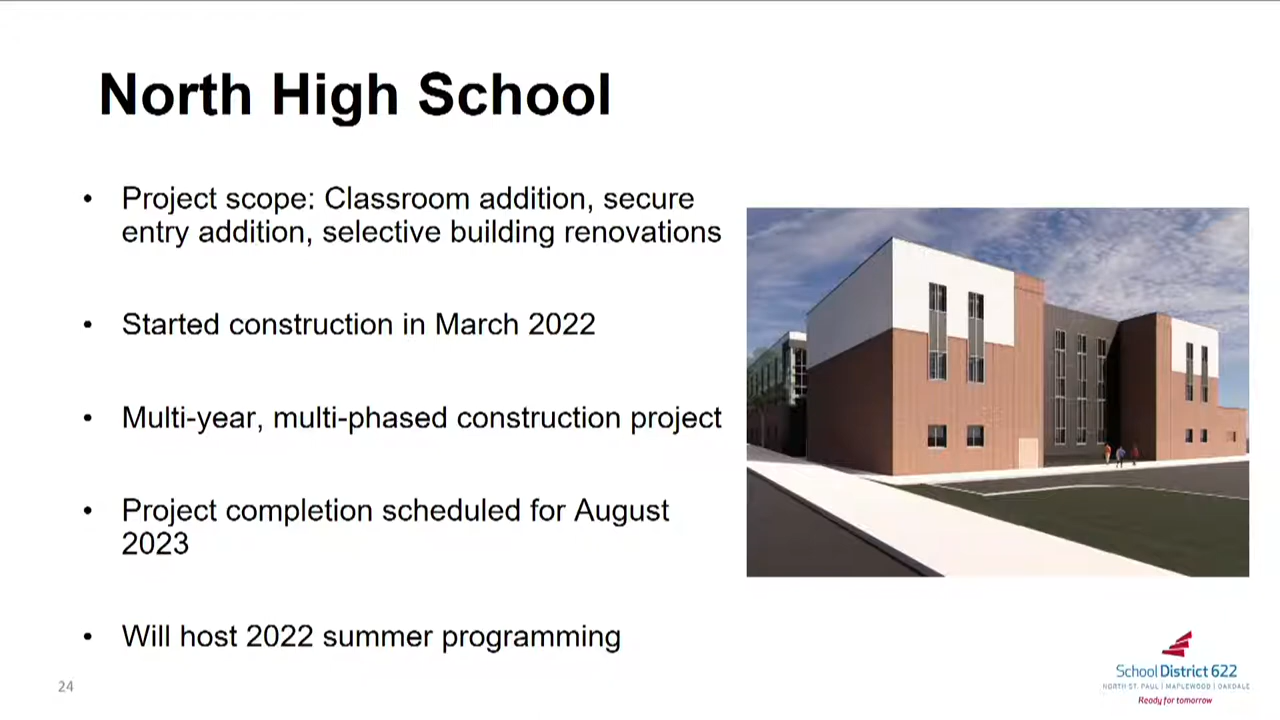 North High School
• Project scope: Classroom addition, secure
entry addition, selective building renovations
• Started construction in March 2022
• Multi-year, multi-phased construction project
• Project completion scheduled for August
2023
• Will host 2022 summer programming
24
School District 622
NORTH ST. PAUL | MAPLEWOOD | OAKDALE
Ready for tomorrow